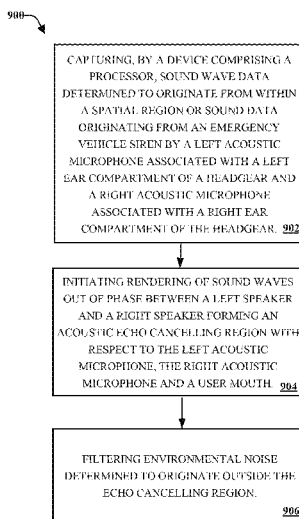 900
CAPTURING, BY A DEVICE COMPRISING A
PROCESSOR, SOUND WAVE DATA
DETERMINED TO ORIGINATE FROM WITHIN
A SPATIAL REGION OR SOUND DATA
ORIGINATING FROM AN EMERGENCY
VEHICLE SIREN BY A LEFT ACOUSTIC
MICROPHONE ASSOCIATED WITH A LEFT
EAR COMPARTMENT OF A HEADGEAR AND
A RIGHT ACOUSTIC MICROPHONE
ASSOCIATED WITH A RIGHT EAR
COMPARTMENT OF THE HEADGEAR. 902
INITIATING RENDERING OF SOUND WAVES
OUT OF PHASE BETWEEN A LEFT SPEAKER
AND A RIGHT SPEAKER FORMING AN
ACOUSTIC ECHO CANCELLING REGION WITH
RESPECT TO THE LEFT ACOUSTIC
MICROPHONE, THE RIGHT ACOUSTIC
MICROPHONE AND A USER MOUTH. 904
FILTERING ENVIRONMENTAL NOISE
DETERMINED TO ORIGINATE OUTSIDE THE
ECHO CANCELLING REGION.
906